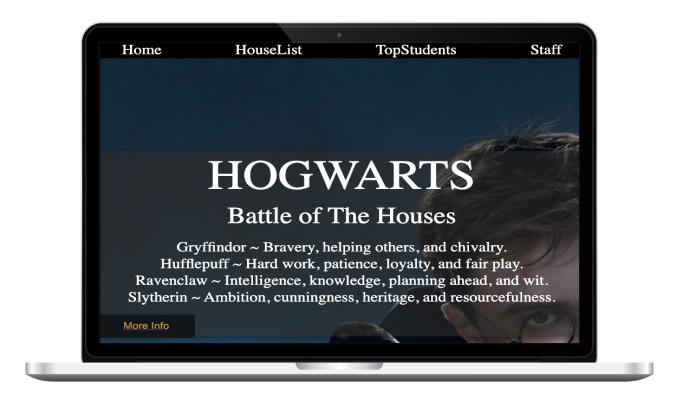 Home HouseList TopStudents Staff
HOGWARTS
Battle of The Houses
Gryffindor ~ Bravery, helping others, and chivalry.
Hufflepuff ~ Hard work, patience, loyalty, and fair play.
Ravenclaw ~ Intelligence, knowledge, planning ahead, and wit.
Slytherin ~ Ambition, cunningness, heritage, and resourcefulness.
More Info